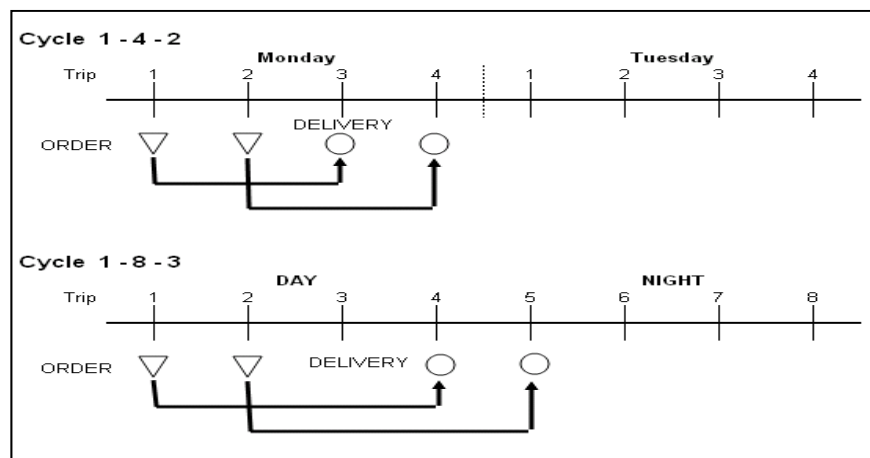 Cycle 1 - 4 - 2
Monday Tuesday
Trip 1 2 3 4 1 2 3 4
DELIVERY
ORDER
Cycle 1 - 8 - 3
DAY NIGHT
Trip 1 2 3 4 5 6 7 8
DELIVERY
ORDER